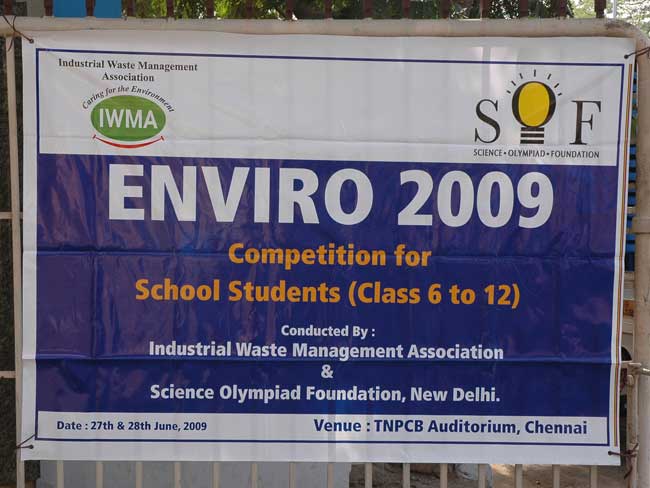 Industrial Waste Management
Association
Caring for the Environment
IWMA
SOF
SCIENCE • OLYMPIAD • FOUNDATION
ENVIRO 2009
Competition for
School Students (Class 6 to 12)
Conducted By :
Industrial Waste Management Association
&
Science Olympiad Foundation, New Delhi.
Date : 27th & 28th June, 2009
Venue : TNPCB Auditorium, Chennai